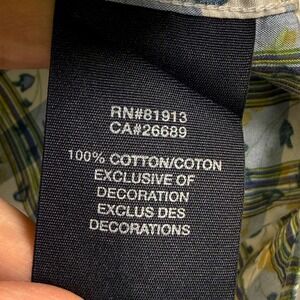 RN#81913
CA#26689
100% COTTON/COTON
EXCLUSIVE OF
DECORATION
EXCLUS DES
DECORATIONS